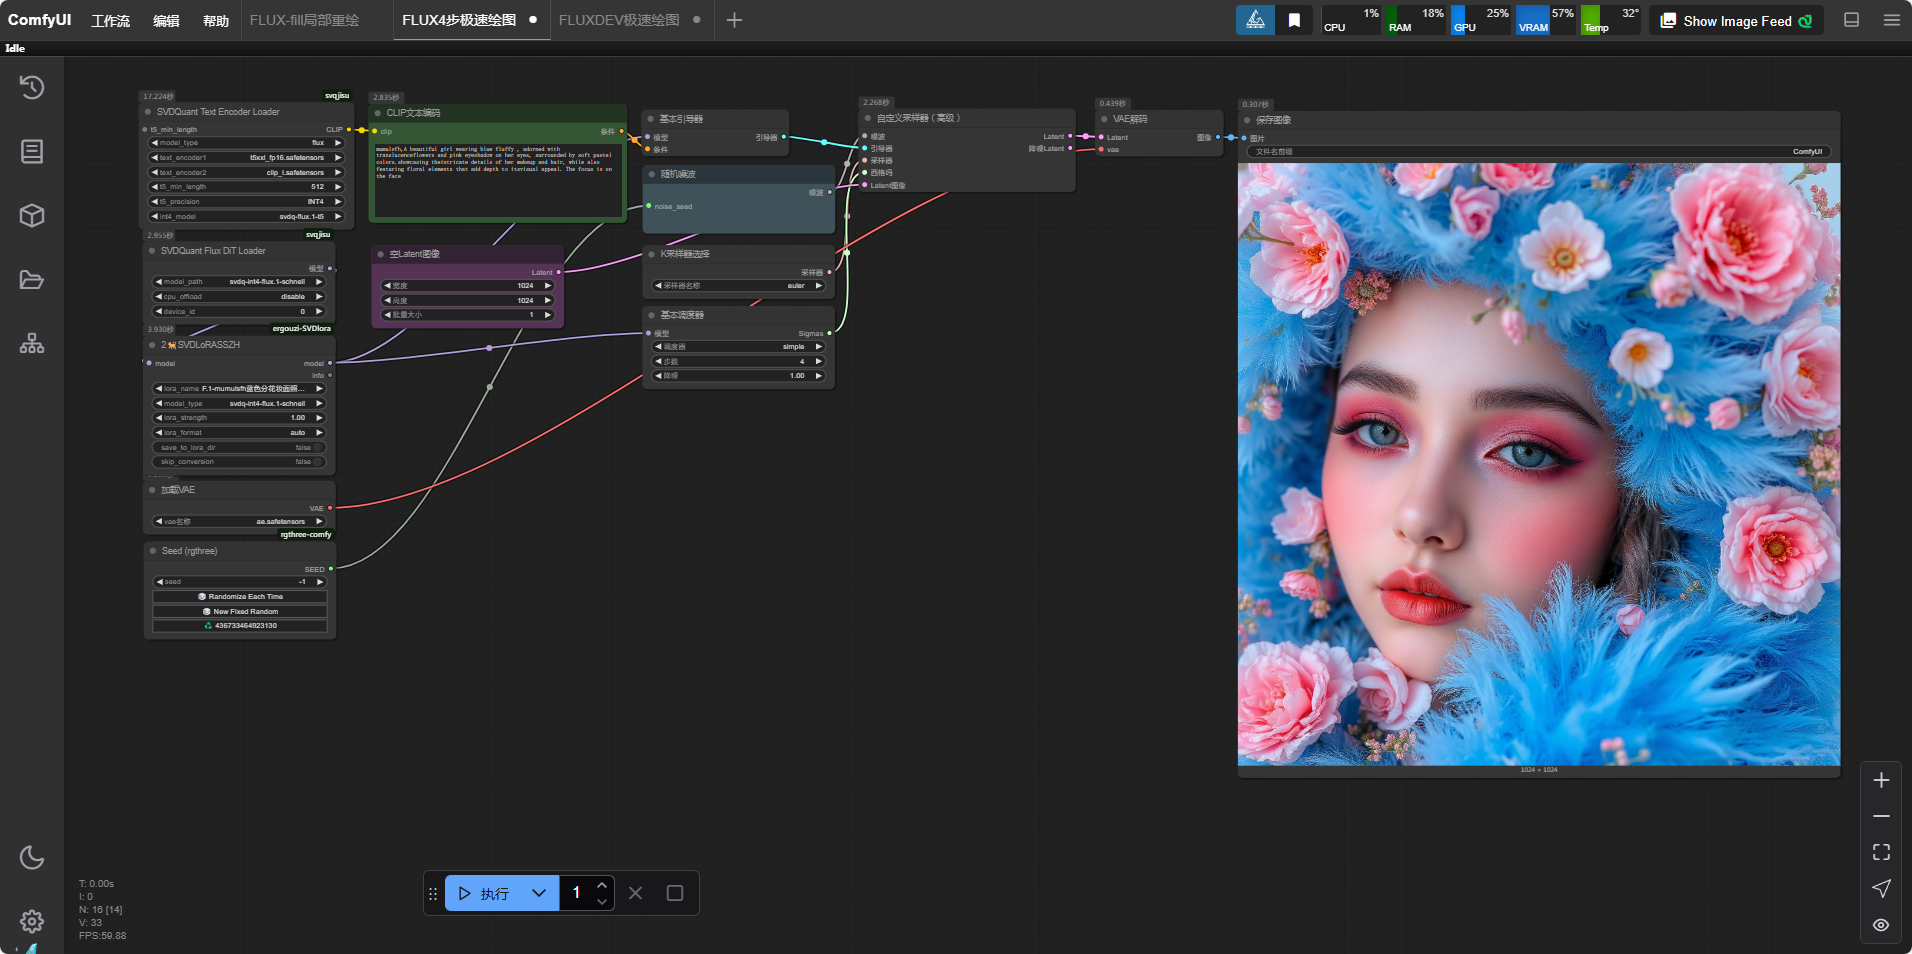 ComfyUI 工作流 编辑 帮助 FLUX-fill局部重绘 FLUX4步极速绘图 FLUXDEV极速绘图
CPU 1% RAM 18% GPU 25% VRAM 57% Temp 32° Show Image Feed
Idle
17.224秒 svqjisu
SVDQuant Text Encoder Loader
t5_min_length CLIP
model_type flux
text_encoder1 t5xxl_fp16.safetensors
text_encoder2 clip_l.safetensors
t5_min_length 512
t5_precision INT4
int4_model svdq-flux.1-t5
2.955秒 svqjisu
SVDQuant Flux DiT Loader
模型
model_path svdq-int4-flux.1-schnell
cpu_offload disable
device_id 0
3.930秒 ergouzi-SVDlora
2🐕SVDLoRASSZH
model model
info
lora_name F.1-mumuisfh蓝色分花妆面照...
model_type svdq-int4-flux.1-schnell
lora_strength 1.00
lora_format auto
save_to_lora_dir false
skip_conversion false
加载VAE
VAE
vae名称 ae.safetensors
rgthree-comfy
Seed (rgthree)
SEED
seed -1
🎲 Randomize Each Time
🎲 New Fixed Random
♻ 436733464923130
2.835秒
CLIP文本编码
clip 条件
mumuisfh,A beautiful girl wearing blue fluffy , adorned with
translucenceflowers and pink eyeshadow on her eyes, surrounded by soft pastel
colors.showcasing theintricate details of her makeup and hair, while also
featuring floral elements that add depth to itsvisual appeal. The focus is on
the face
空Latent图像
Latent
宽度 1024
高度 1024
批量大小 1
基本引导器
模型 引导器
条件
随机噪波
噪波
noise_seed
K采样器选择
采样器
采样器名称 euler
基本调度器
模型 Sigmas
调度器 simple
步数 4
降噪 1.00
2.268秒
自定义采样器（高级）
噪波 Latent
引导器 降噪Latent
采样器
西格玛
Latent图像
0.439秒
VAE解码
Latent 图像
vae
0.307秒
保存图像
图片
文件名前缀 ComfyUI
1024 × 1024
T: 0.00s
I: 0
N: 16 [14]
V: 33
FPS:59.88
执行 1